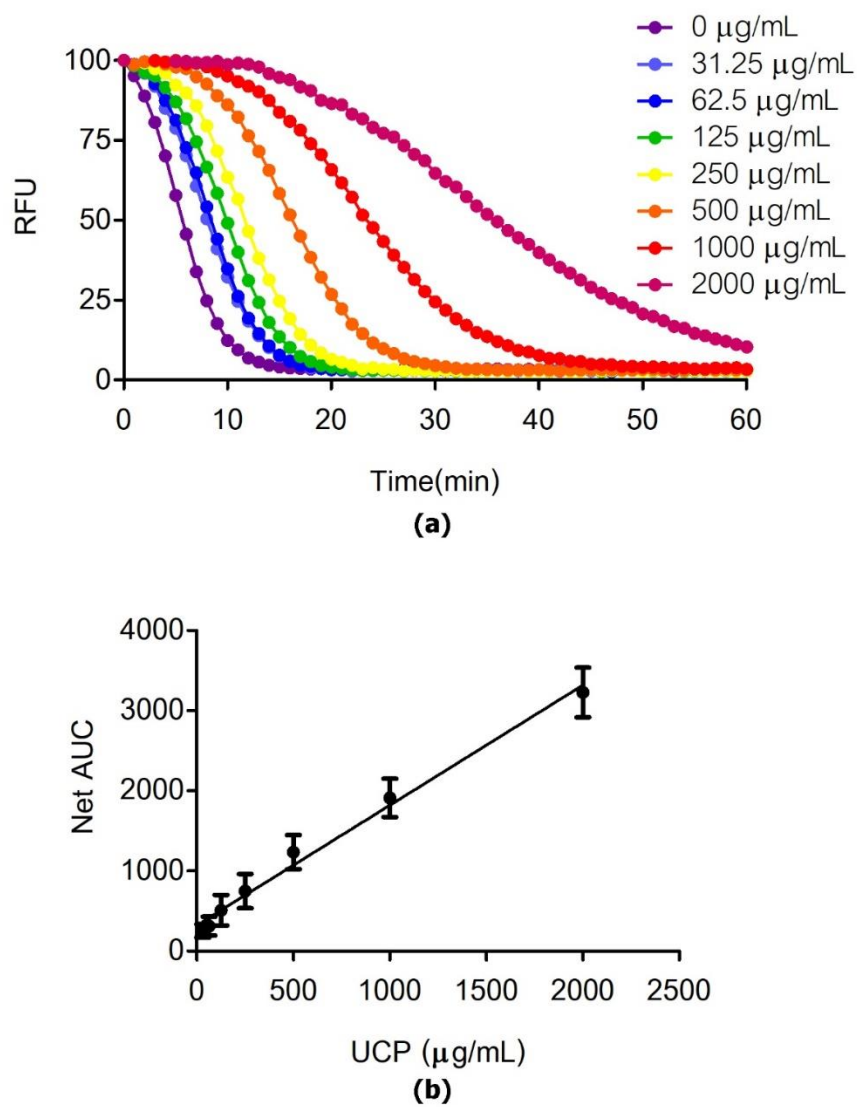 0 μg/mL
31.25 μg/mL
62.5 μg/mL
125 μg/mL
250 μg/mL
500 μg/mL
1000 μg/mL
2000 μg/mL
100
75
50
25
0
RFU
0 10 20 30 40 50 60
Time(min)
(a)
4000
3000
2000
1000
0
Net AUC
0 500 1000 1500 2000 2500
UCP (μg/mL)
(b)